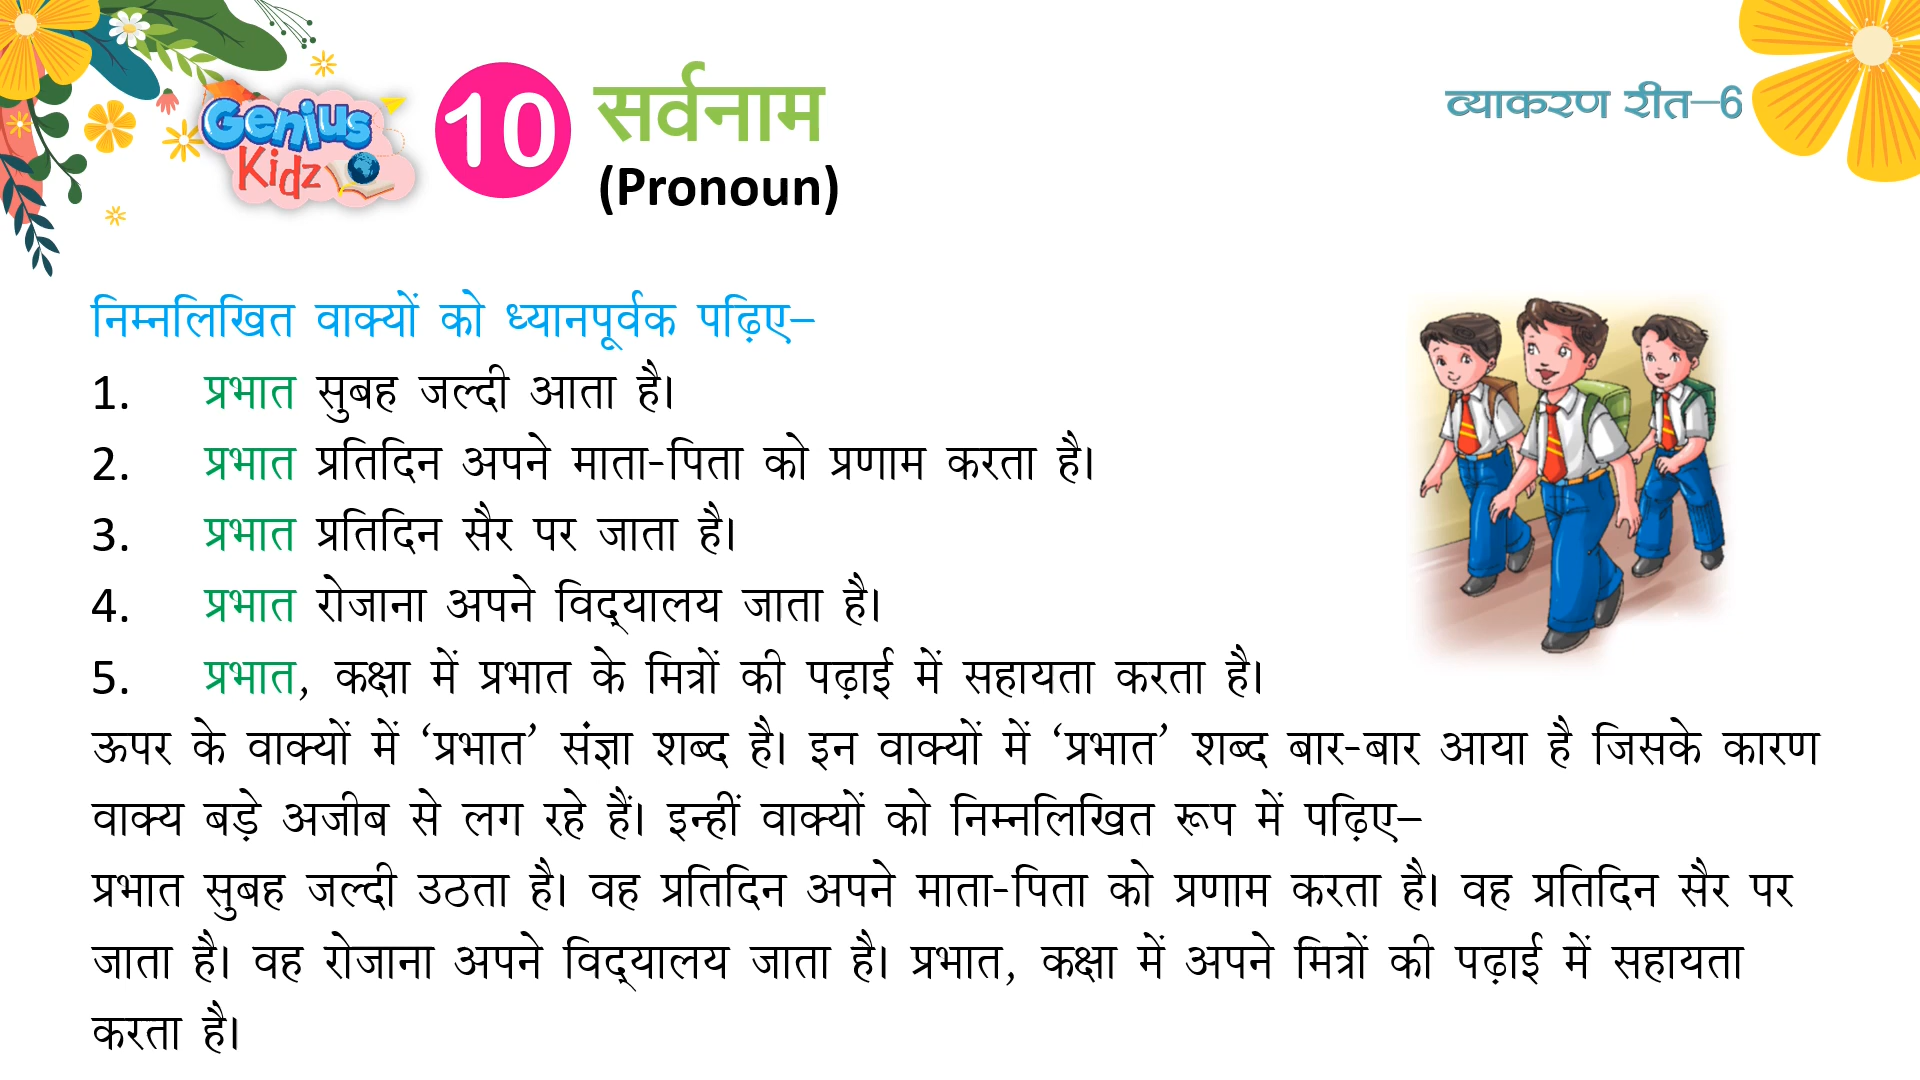 Genius
Kidz
10 सर्वनाम
(Pronoun)
व्याकरण रीत–6
निम्नलिखित वाक्यों को ध्यानपूर्वक पढ़िए–
1. प्रभात सुबह जल्दी आता है।
2. प्रभात प्रतिदिन अपने माता-पिता को प्रणाम करता है।
3. प्रभात प्रतिदिन सैर पर जाता है।
4. प्रभात रोजाना अपने विद्‌यालय जाता है।
5. प्रभात, कक्षा में प्रभात के मित्रों की पढ़ाई में सहायता करता है।
ऊपर के वाक्यों में ‘प्रभात’ संज्ञा शब्द है। इन वाक्यों में ‘प्रभात’ शब्द बार-बार आया है जिसके कारण
वाक्य बड़े अजीब से लग रहे हैं। इन्हीं वाक्यों को निम्नलिखित रूप में पढ़िए–
प्रभात सुबह जल्दी उठता है। वह प्रतिदिन अपने माता-पिता को प्रणाम करता है। वह प्रतिदिन सैर पर
जाता है। वह रोजाना अपने विद्‌यालय जाता है। प्रभात, कक्षा में अपने मित्रों की पढ़ाई में सहायता
करता है।